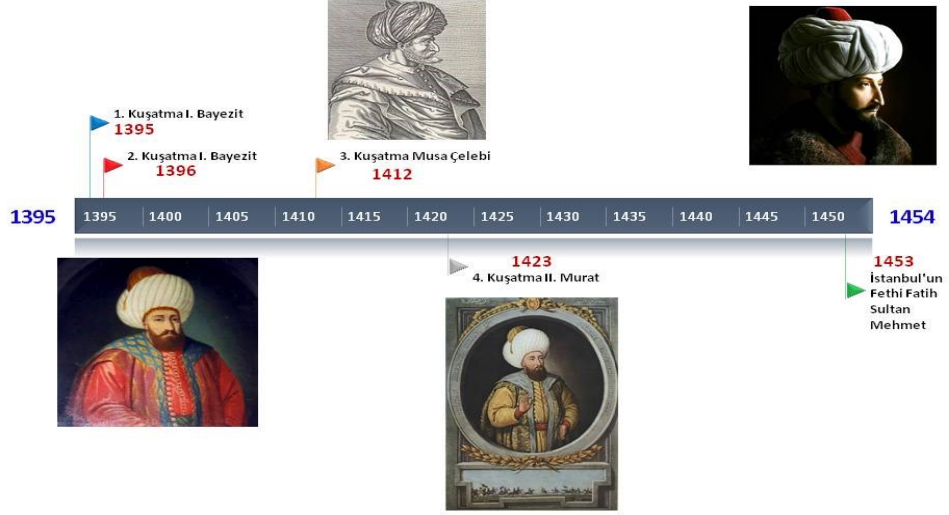 1. Kuşatma I. Bayezit
1395
2. Kuşatma I. Bayezit
1396
3. Kuşatma Musa Çelebi
1412
1395
1395 1400 1405 1410 1415 1420 1425 1430 1435 1440 1445 1450
1454
1423
4. Kuşatma II. Murat
1453
İstanbul'un
Fethi Fatih
Sultan
Mehmet